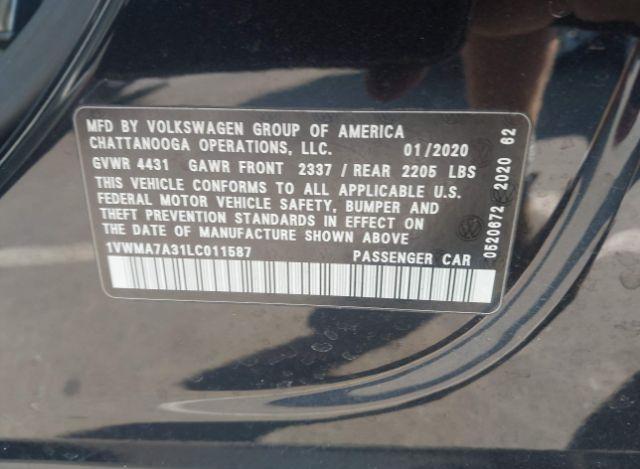 MFD BY VOLKSWAGEN GROUP OF AMERICA
CHATTANOOGA OPERATIONS, LLC. 01/2020
GVWR 4431 GAWR FRONT 2337 / REAR 2205 LBS
THIS VEHICLE CONFORMS TO ALL APPLICABLE U.S.
FEDERAL MOTOR VEHICLE SAFETY, BUMPER AND
THEFT PREVENTION STANDARDS IN EFFECT ON
THE DATE OF MANUFACTURE SHOWN ABOVE
1VWMA7A31LC011587 PASSENGER CAR
0520672 2020 62